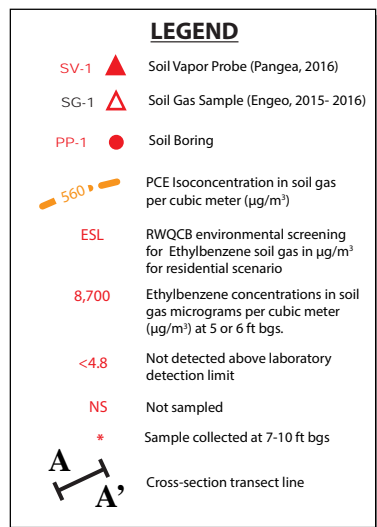 LEGEND
SV-1 Soil Vapor Probe (Pangea, 2016)
SG-1 Soil Gas Sample (Engeo, 2015- 2016)
PP-1 Soil Boring
560 PCE Isoconcentration in soil gas
per cubic meter (µg/m³)
ESL RWQCB environmental screening
for Ethylbenzene soil gas in µg/m³
for residential scenario
8,700 Ethylbenzene concentrations in soil
gas micrograms per cubic meter
(µg/m³) at 5 or 6 ft bgs.
<4.8 Not detected above laboratory
detection limit
NS Not sampled
* Sample collected at 7-10 ft bgs
A
A’ Cross-section transect line